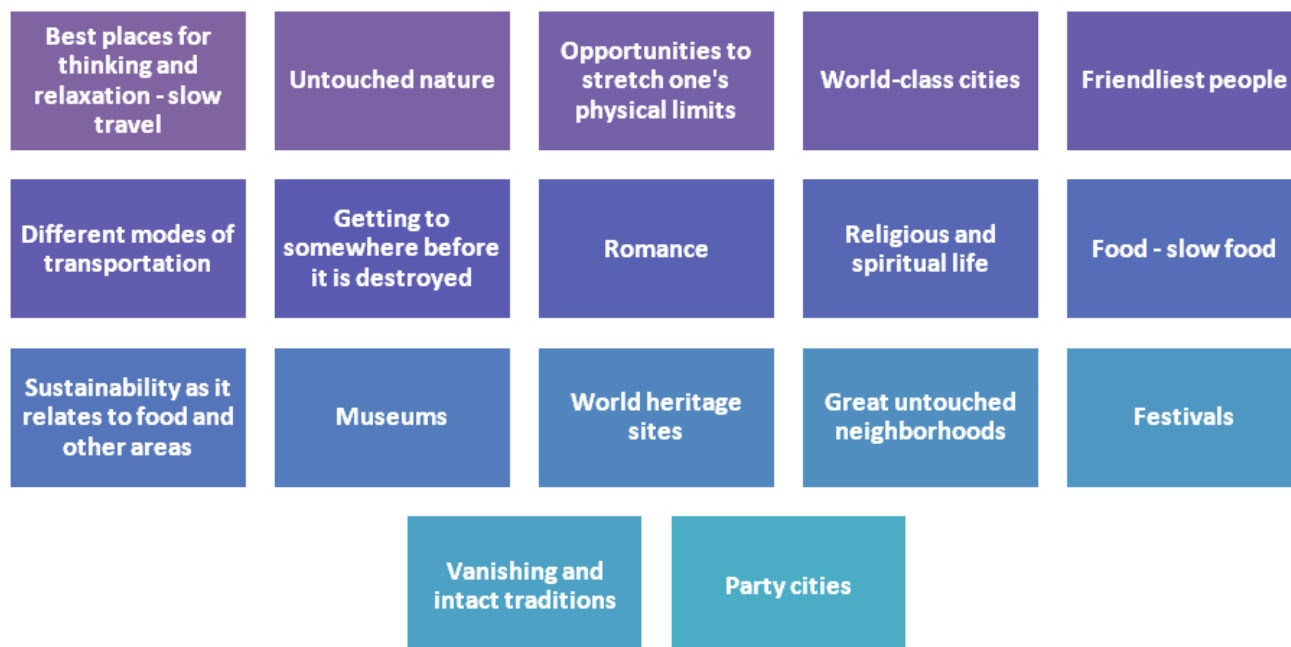 Best places for
thinking and
relaxation - slow
travel
Untouched nature
Opportunities to
stretch one's
physical limits
World-class cities
Friendliest people
Different modes of
transportation
Getting to
somewhere before
it is destroyed
Romance
Religious and
spiritual life
Food - slow food
Sustainability as it
relates to food and
other areas
Museums
World heritage
sites
Great untouched
neighborhoods
Festivals
Vanishing and
intact traditions
Party cities